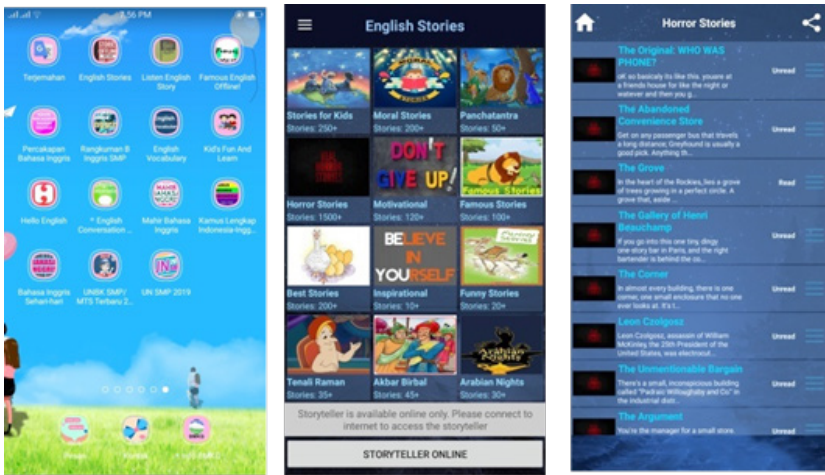 7:56 PM
Terjemahan
English Stories
Listen English
Story
Famous English
Offline!
Percakapan
Bahasa Inggris
Rangkuman B
Inggris SMP
English
Vocabulary
Kid's Fun And
Learn
Hello English
* English
Conversation ...
Mahir Bahasa
Inggris
Kamus Lengkap
Indonesia-Ingg...
Bahasa Inggris
Sehari-hari
UNBK SMP/
MTS Terbaru 2...
UN SMP 2019
English Stories
Stories for Kids
Stories: 250+
Moral Stories
Stories: 200+
Panchatantra
Stories: 50+
DON'T
GIVE UP!
Famous Stories
Horror Stories
Stories: 1500+
Motivational
Stories: 120+
Famous Stories
Stories: 100+
BELIEVE
IN
YOURSELF
Best Stories
Stories: 200+
Inspirational
Stories: 10+
Funny Stories
Stories: 20+
Arabian
Nights
Tenali Raman
Stories: 35+
Akbar Birbal
Stories: 45+
Arabian Nights
Stories: 30+
Storyteller is available online only. Please connect to
internet to access the storyteller
STORYTELLER ONLINE
Horror Stories
The Original: WHO WAS
PHONE?
oK so basically its like this. youere at
a friends house for like the night or
watever and then you g...
Unread
The Abandoned
Convenience Store
Get on any passenger bus that travels
a long distance; Greyhound is usually a
good pick. Anything th...
Unread
The Grove
In the heart of the Rockies, lies a grove
of trees growing in a perfect circle. A
grove that, aside ...
Read
The Gallery of Henri
Beauchamp
If you go into this one tiny, dingy
one-story bar in Paris, and the right
bartender is behind the co...
Unread
The Corner
In almost every building, there is one
corner, one small enclosure that no one
ever looks at. It's t...
Unread
Leon Czolgosz
Leon Czolgosz, assassin of William
McKinley, the 25th President of the
United States, was electrocut...
Unread
The Unmentionable Bargain
There's a small, inconspicuous building
called "Padraic Willoughby and Co" in
the industrial distr...
Unread
The Argument
You're the manager for a small store
Unread